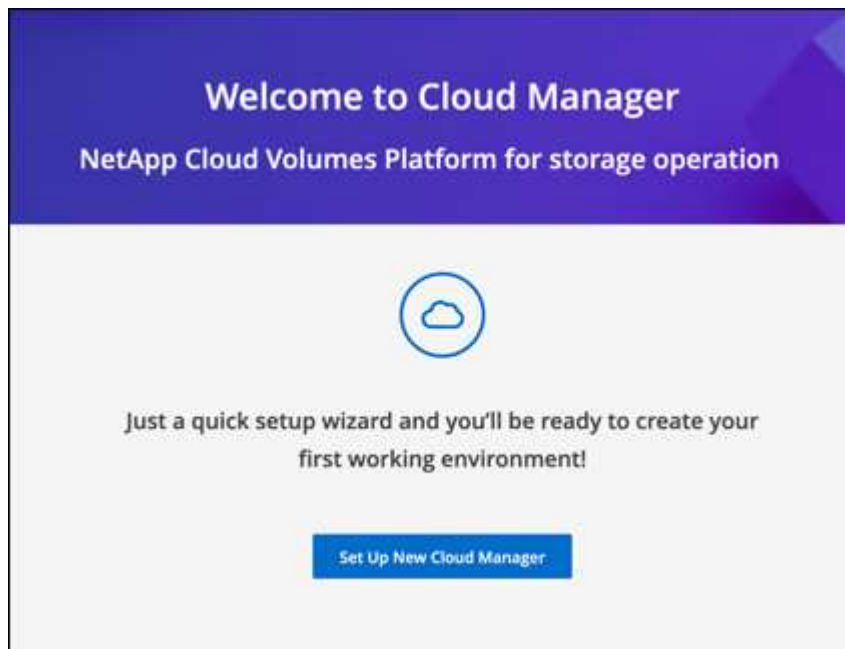 Welcome to Cloud Manager
NetApp Cloud Volumes Platform for storage operation
Just a quick setup wizard and you'll be ready to create your
first working environment!
Set Up New Cloud Manager